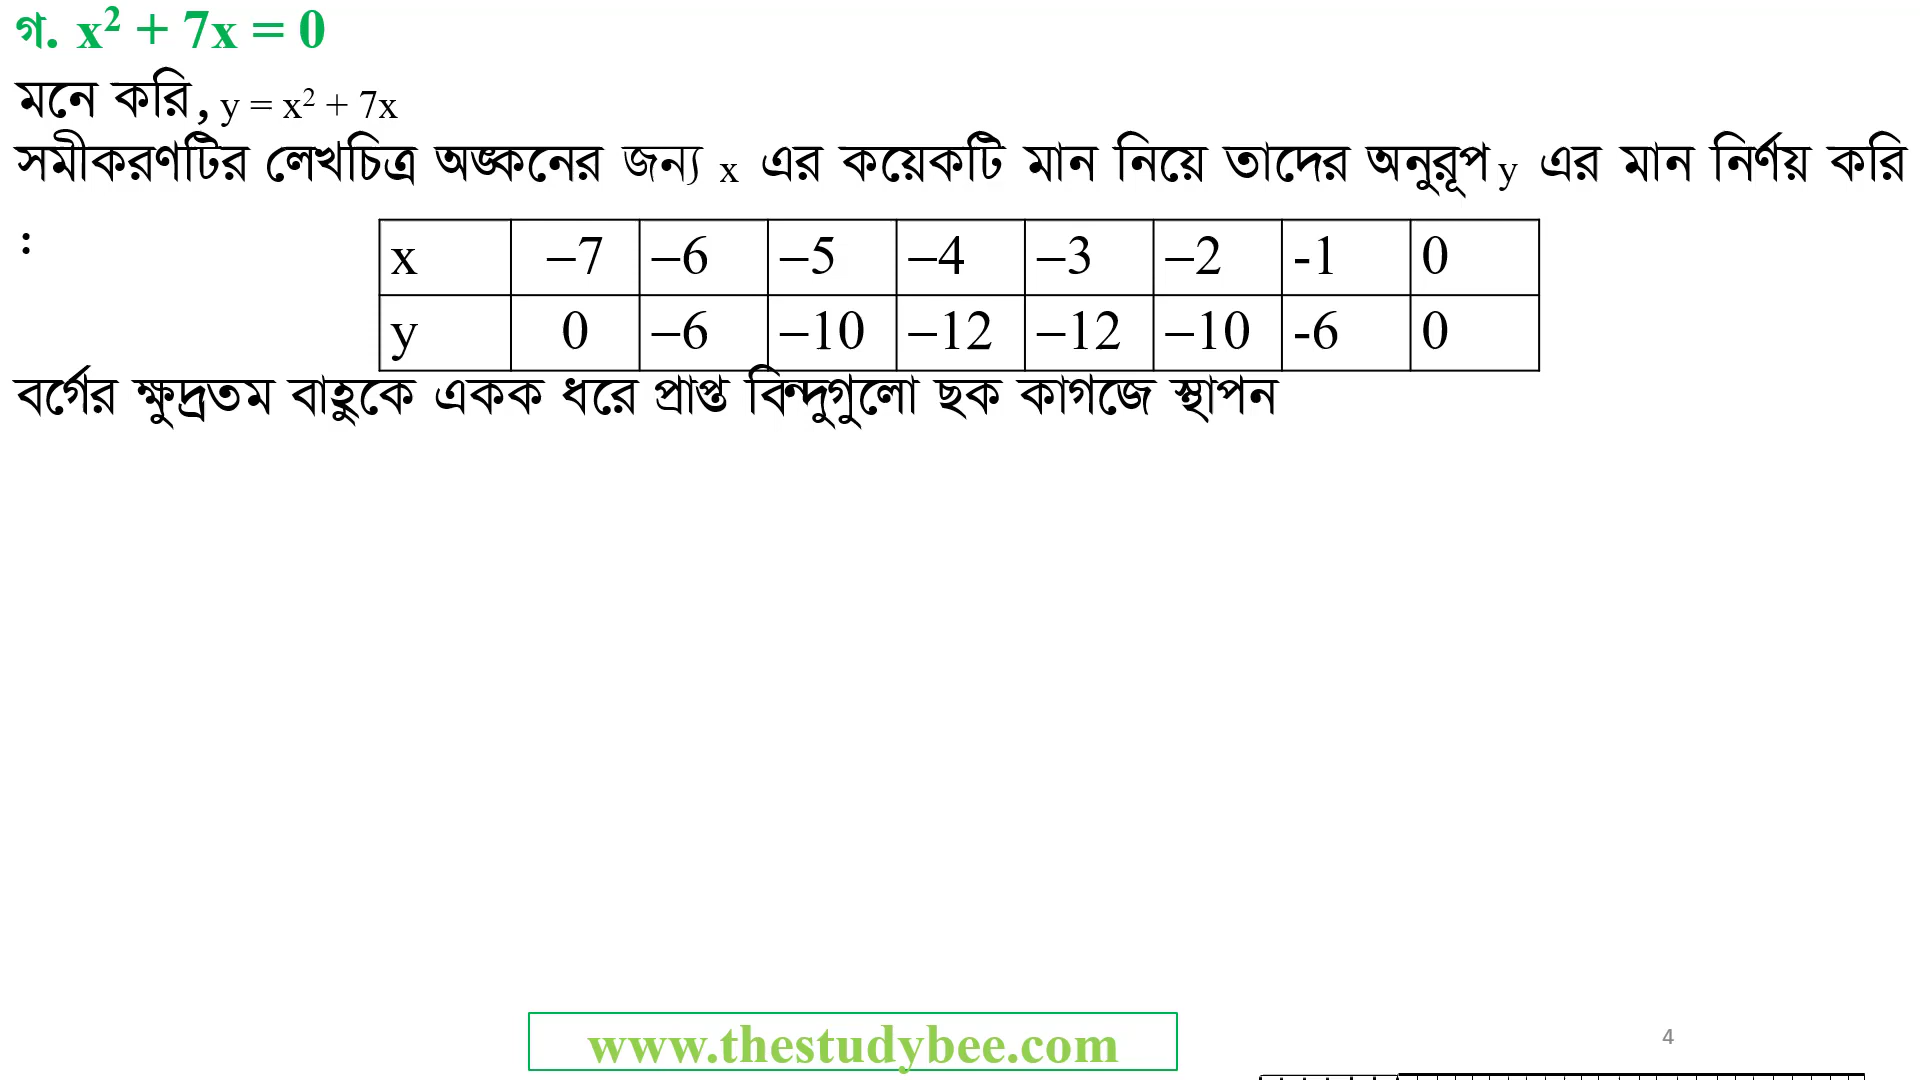 গ. x² + 7x = 0
মনে করি, y = x² + 7x
সমীকরণটির লেখচিত্র অঙ্কনের জন্য x এর কয়েকটি মান নিয়ে তাদের অনুরূপ y এর মান নির্ণয় করি
:
x –7 –6 –5 –4 –3 –2 -1 0
y 0 –6 –10 –12 –12 –10 -6 0
বর্গের ক্ষুদ্রতম বাহুকে একক ধরে প্রাপ্ত বিন্দুগুলো ছক কাগজে স্থাপন
www.thestudybee.com
4